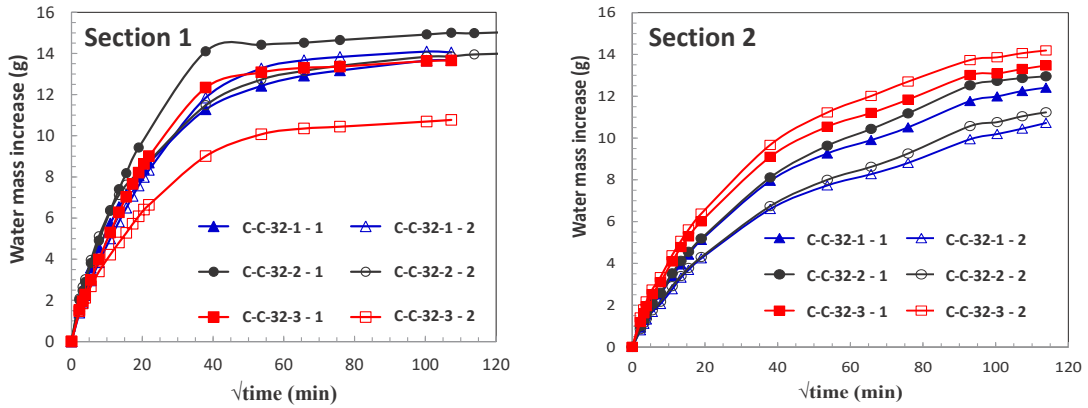 Section 1
Water mass increase (g)
16
14
12
10
8
6
4
2
0
0 20 40 60 80 100 120
√time (min)
C-C-32-1 - 1 C-C-32-1 - 2
C-C-32-2 - 1 C-C-32-2 - 2
C-C-32-3 - 1 C-C-32-3 - 2
Section 2
Water mass increase (g)
16
14
12
10
8
6
4
2
0
0 20 40 60 80 100 120
√time (min)
C-C-32-1 - 1 C-C-32-1 - 2
C-C-32-2 - 1 C-C-32-2 - 2
C-C-32-3 - 1 C-C-32-3 - 2